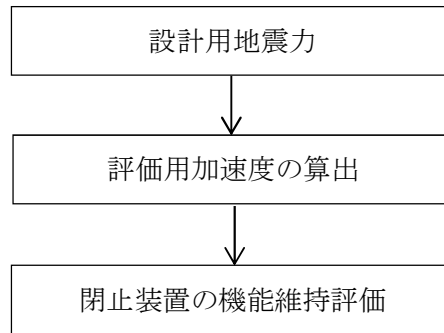 設計用地震力
評価用加速度の算出
閉止装置の機能維持評価